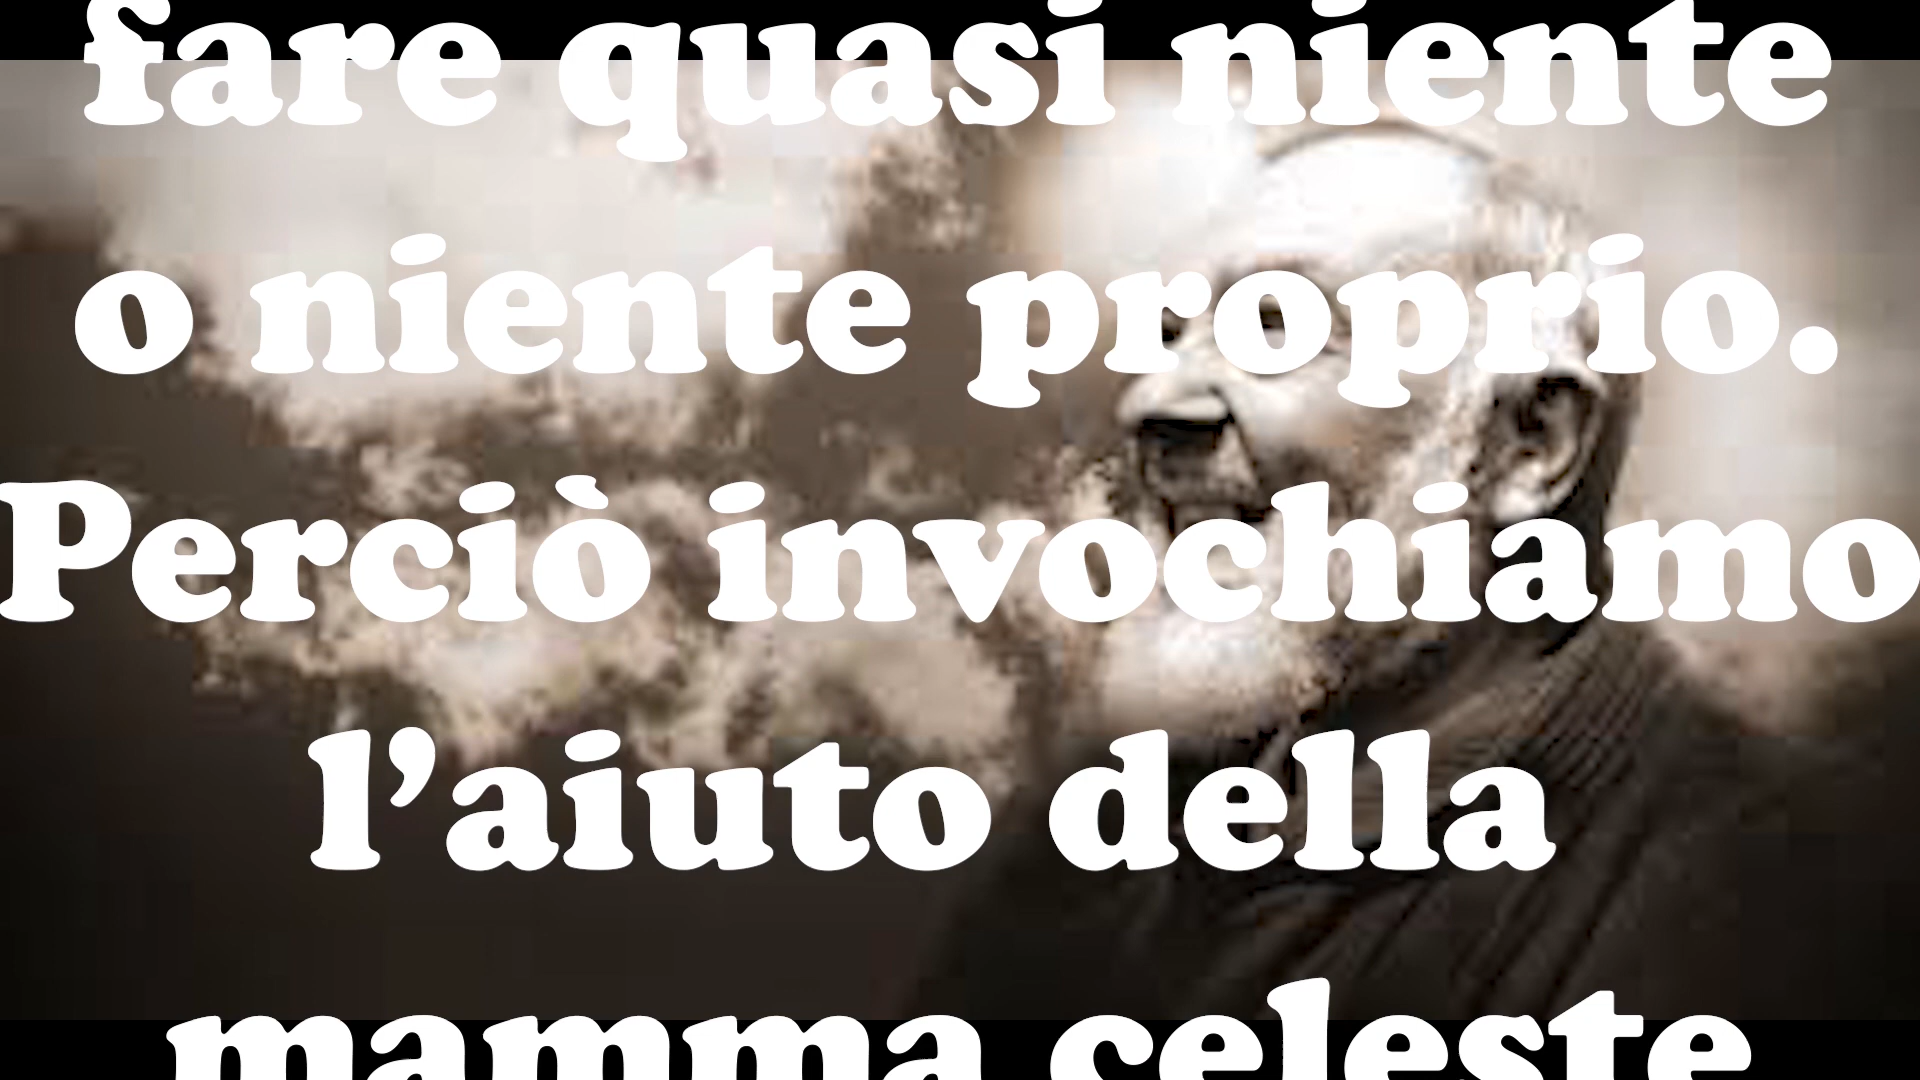 fare quasi niente
o niente proprio.
Perciò invochiamo
l’aiuto della
mamma celeste